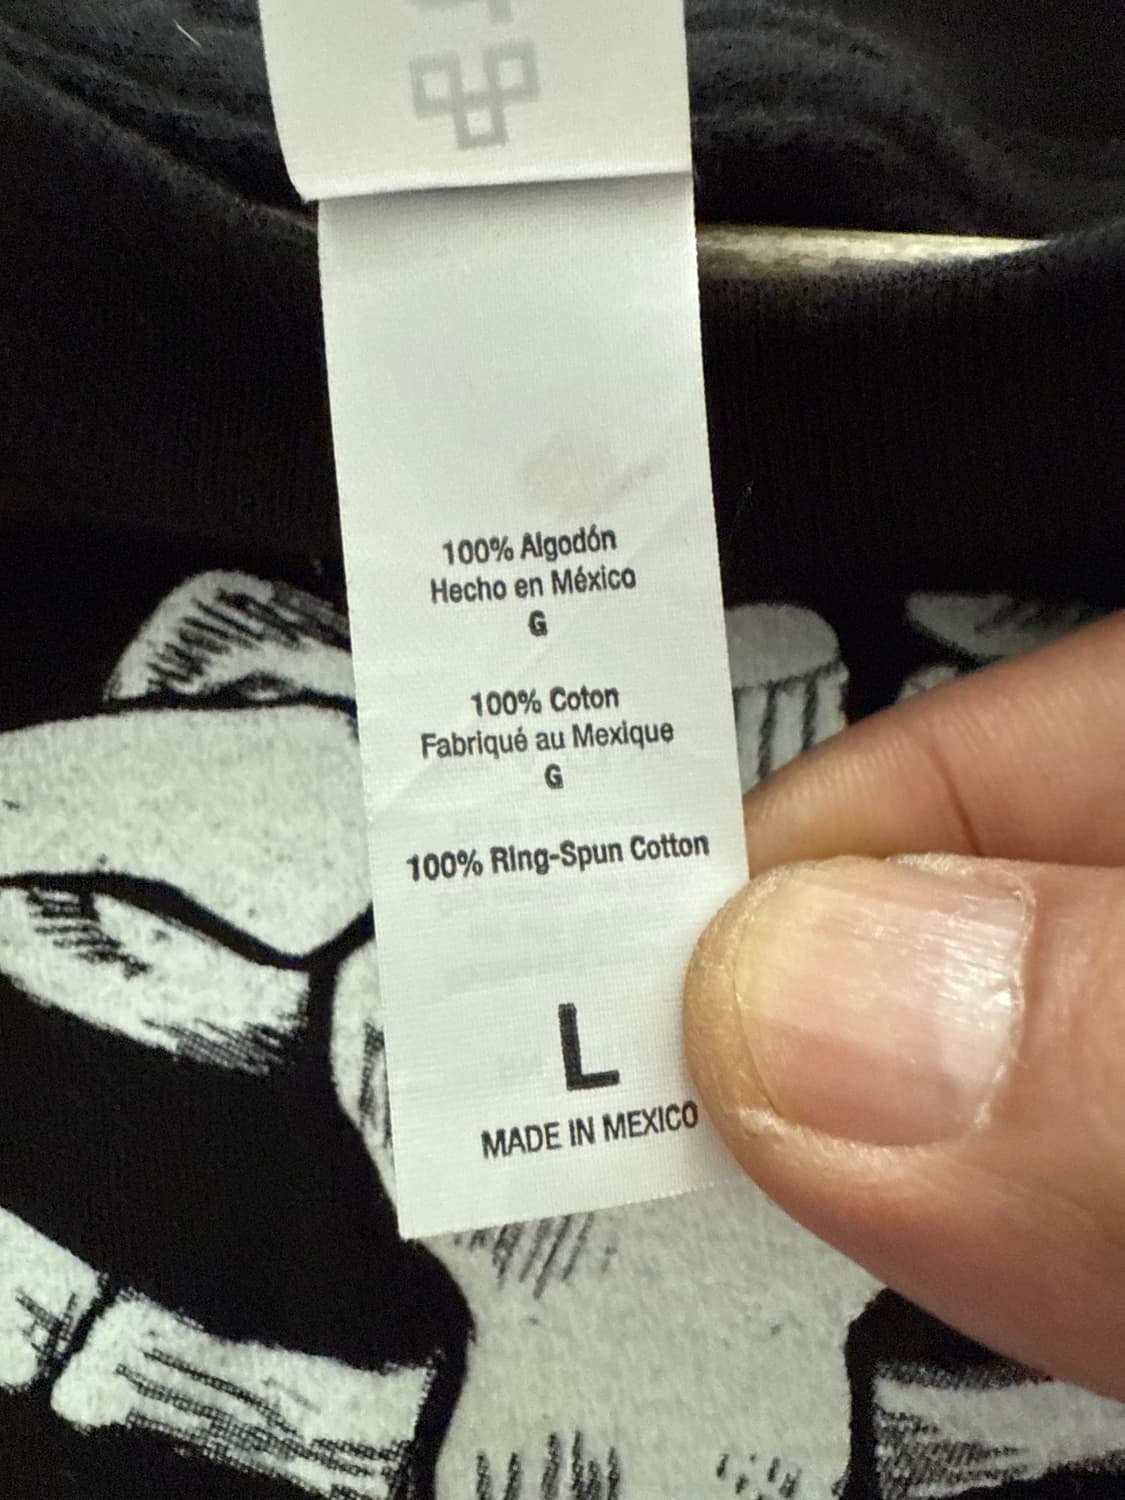 100% Algodón
Hecho en México
G
100% Coton
Fabriqué au Mexique
G
100% Ring-Spun Cotton
L
MADE IN MEXICO